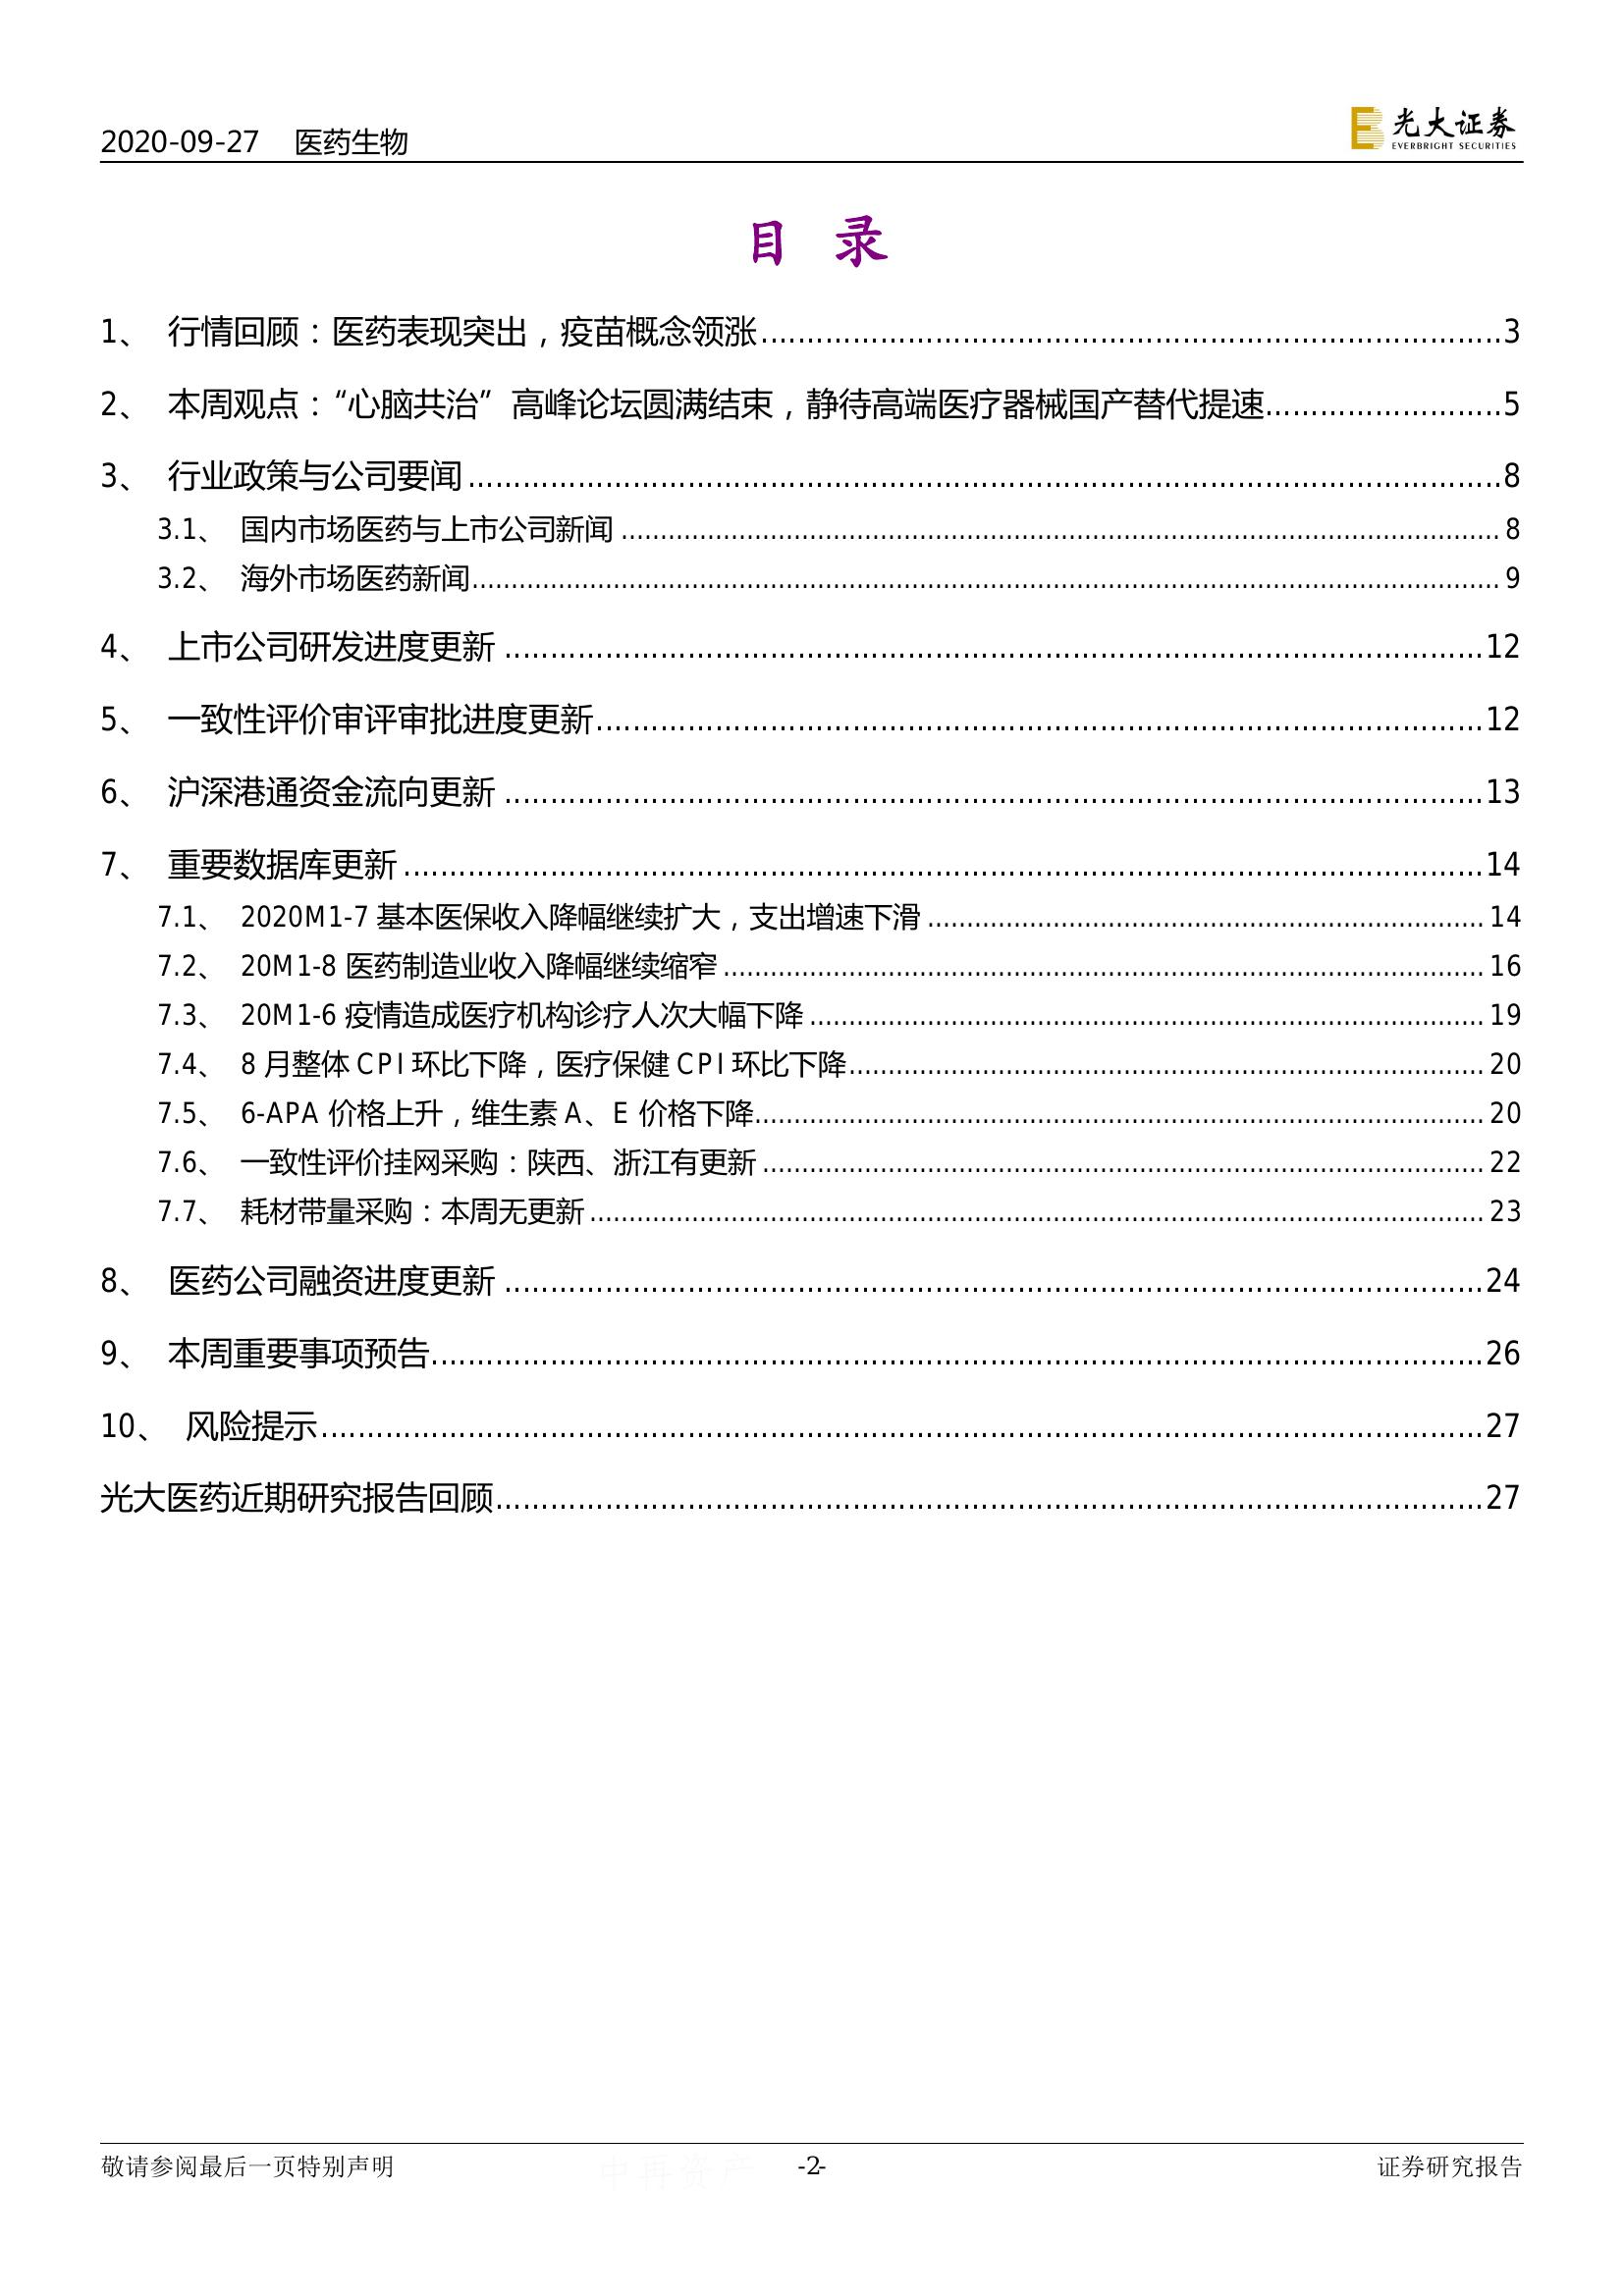 2020-09-27 医药生物
光大证券
EVERBRIGHT SECURITIES
目 录
1、 行情回顾：医药表现突出，疫苗概念领涨........................................3
2、 本周观点：“心脑共治”高峰论坛圆满结束，静待高端医疗器械国产替代提速........................................5
3、 行业政策与公司要闻........................................8
3.1、 国内市场医药与上市公司新闻........................................8
3.2、 海外市场医药新闻........................................9
4、 上市公司研发进度更新........................................12
5、 一致性评价审评审批进度更新........................................12
6、 沪深港通资金流向更新........................................13
7、 重要数据库更新........................................14
7.1、 2020M1-7 基本医保收入降幅继续扩大，支出增速下滑........................................14
7.2、 20M1-8 医药制造业收入降幅继续缩窄........................................16
7.3、 20M1-6 疫情造成医疗机构诊疗人次大幅下降........................................19
7.4、 8 月整体 CPI 环比下降，医疗保健 CPI 环比下降........................................20
7.5、 6-APA 价格上升，维生素 A、E 价格下降........................................20
7.6、 一致性评价挂网采购：陕西、浙江有更新........................................22
7.7、 耗材带量采购：本周无更新........................................23
8、 医药公司融资进度更新........................................24
9、 本周重要事项预告........................................26
10、 风险提示........................................27
光大医药近期研究报告回顾........................................27
敬请参阅最后一页特别声明 -2- 证券研究报告